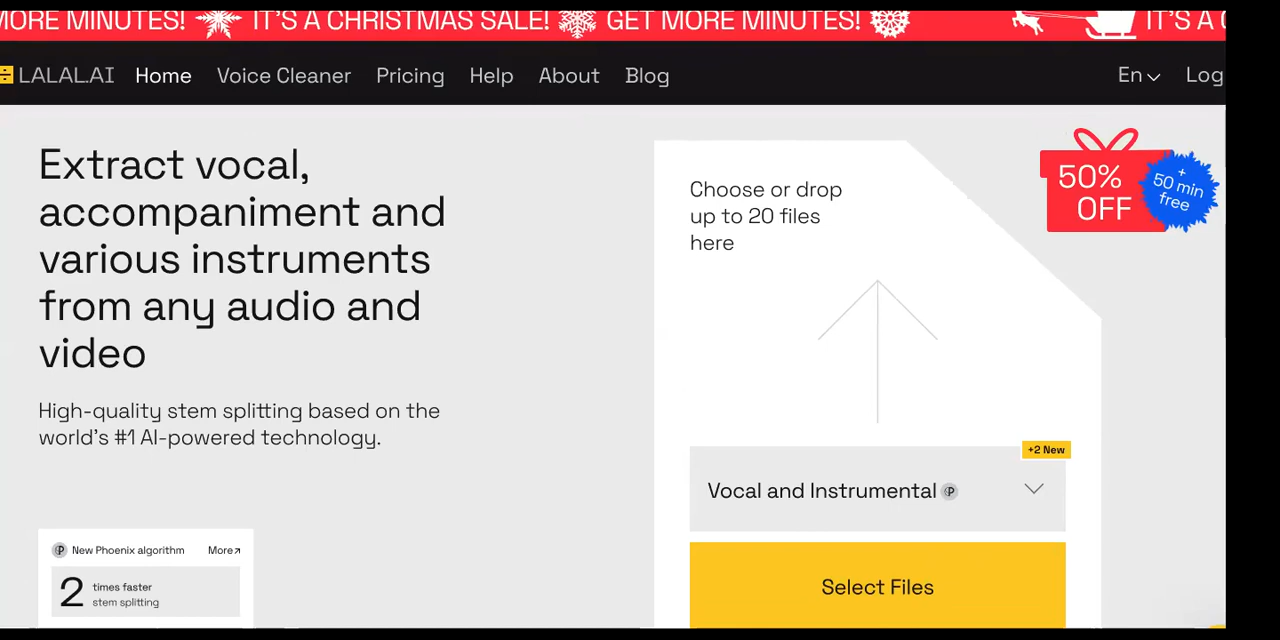 MORE MINUTES! IT'S A CHRISTMAS SALE! GET MORE MINUTES! IT'S A
LALAL.AI Home Voice Cleaner Pricing Help About Blog En Log
Extract vocal,
accompaniment and
various instruments
from any audio and
video
High-quality stem splitting based on the
world's #1 AI-powered technology.
New Phoenix algorithm More↗
2 times faster
stem splitting
Choose or drop
up to 20 files
here
+2 New
Vocal and Instrumental P
Select Files
50%
OFF
+
50 min
free